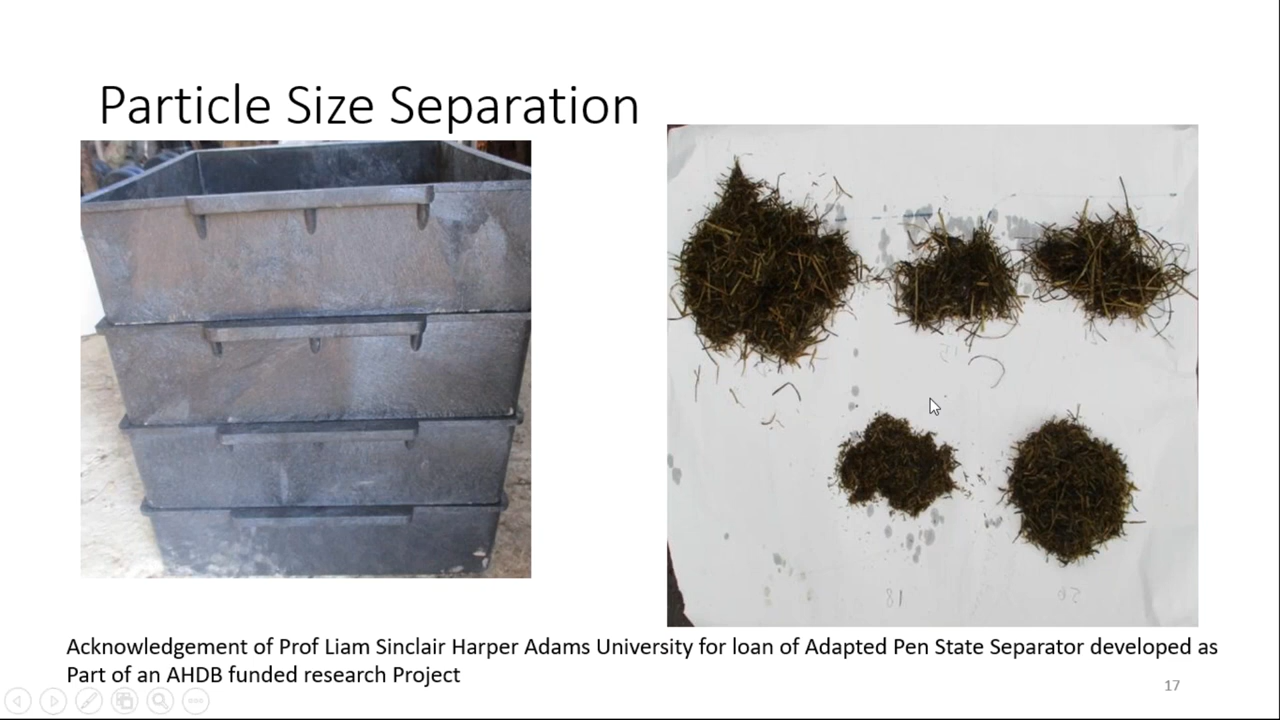 Particle Size Separation
Acknowledgement of Prof Liam Sinclair Harper Adams University for loan of Adapted Pen State Separator developed as
Part of an AHDB funded research Project
17